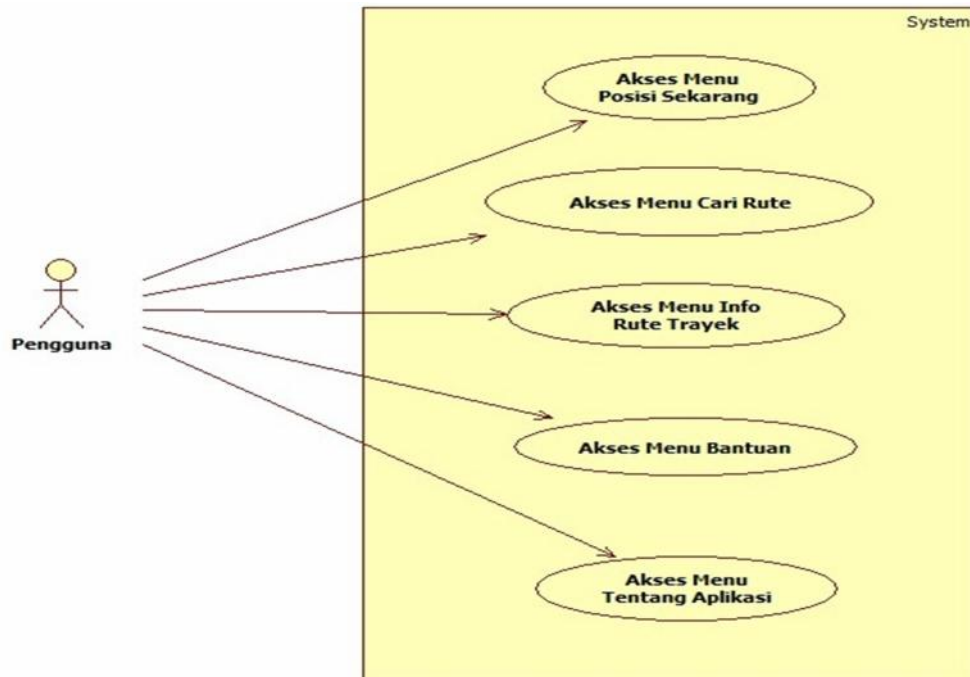 System
Akses Menu
Posisi Sekarang
Akses Menu Cari Rute
Akses Menu Info
Rute Trayek
Pengguna
Akses Menu Bantuan
Akses Menu
Tentang Aplikasi